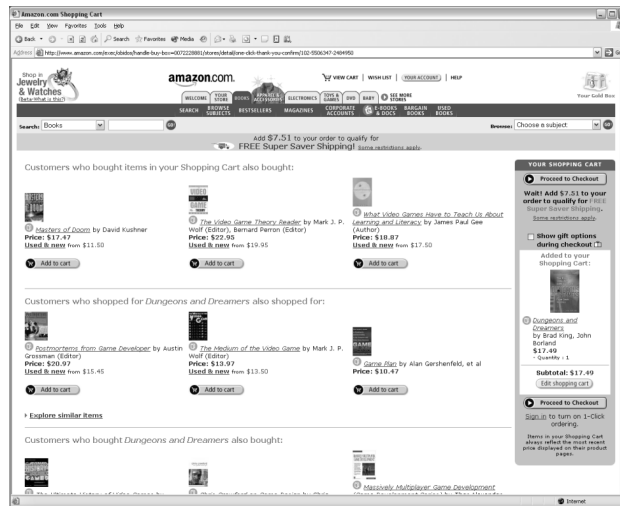 Amazon.com Shopping Cart
File Edit View Favorites Tools Help
Back Search Favorites Media
Address http://www.amazon.com/exec/obidos/handle-buy-box=0072228881/stores/detail/one-click-thank-you-confirm/102-5506347-2484950
Shop in
Jewelry
& Watches
(beta-What is this?)
amazon.com.
VIEW CART | WISH LIST | YOUR ACCOUNT | HELP
Your Gold Box
WELCOME YOUR STORE BOOKS APPAREL & ACCESSORIES ELECTRONICS TOYS & GAMES DVD BABY SEE MORE STORES
SEARCH BROWSE SUBJECTS BESTSELLERS MAGAZINES CORPORATE ACCOUNTS E-BOOKS & DOCS BARGAIN BOOKS USED BOOKS
Search: Books GO
Browse: Choose a subject GO
Add $7.51 to your order to qualify for
FREE Super Saver Shipping! Some restrictions apply.
Customers who bought items in your Shopping Cart also bought:
Masters of Doom by David Kushner
Price: $17.47
Used & new from $11.50
Add to cart
The Video Game Theory Reader by Mark J. P.
Wolf (Editor), Bernard Perron (Editor)
Price: $22.95
Used & new from $19.95
Add to cart
What Video Games Have to Teach Us About
Learning and Literacy by James Paul Gee
(Author)
Price: $18.87
Used & new from $17.50
Add to cart
Customers who shopped for Dungeons and Dreamers also shopped for:
Postmortems from Game Developer by Austin
Grossman (Editor)
Price: $20.97
Used & new from $15.45
Add to cart
The Medium of the Video Game by Mark J. P.
Wolf (Editor)
Price: $13.97
Used & new from $13.50
Add to cart
GAME
Game Plan by Alan Gershenfeld, et al
Price: $10.47
Add to cart
Explore similar items
Customers who bought Dungeons and Dreamers also bought:
The Ultimate History of Video Games by
Chris Crawford on Game Design by Chris
Massively Multiplayer Game Development
YOUR SHOPPING CART
Proceed to Checkout
Wait! Add $7.51 to your
order to qualify for FREE
Super Saver Shipping.
Some restrictions apply.
Show gift options
during checkout
Added to your
Shopping Cart:
Dungeons and
Dreamers
by Brad King, John
Borland
$17.49
- Quantity : 1
Subtotal: $17.49
Edit shopping cart
Proceed to Checkout
Sign in to turn on 1-Click
ordering.
Items in your Shopping Cart
always reflect the most recent
price displayed on their product
pages.
Internet